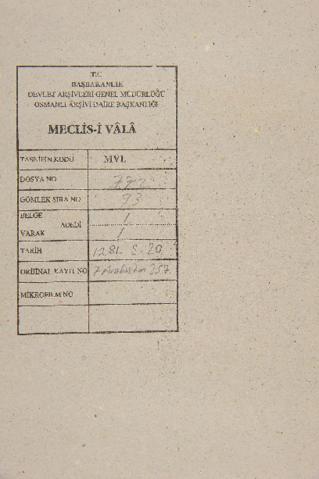 T.C
BAŞBAKANLIK
DEVLET ARŞİVLERİ GENEL MÜDÜRLÜĞÜ
OSMANLI ARŞİVİ DAİRE BAŞKANLIĞI
MECLİS-İ VÂLÂ
TASNİFİN KODU MVL
DOSYA NO
GÖMLEK SIRA NO 93
BELGE ADEDİ 1
VARAK 1
TARİH 1281. S. 20
ORİJİNAL KAYIT NO 257
MİKROFİLM NO